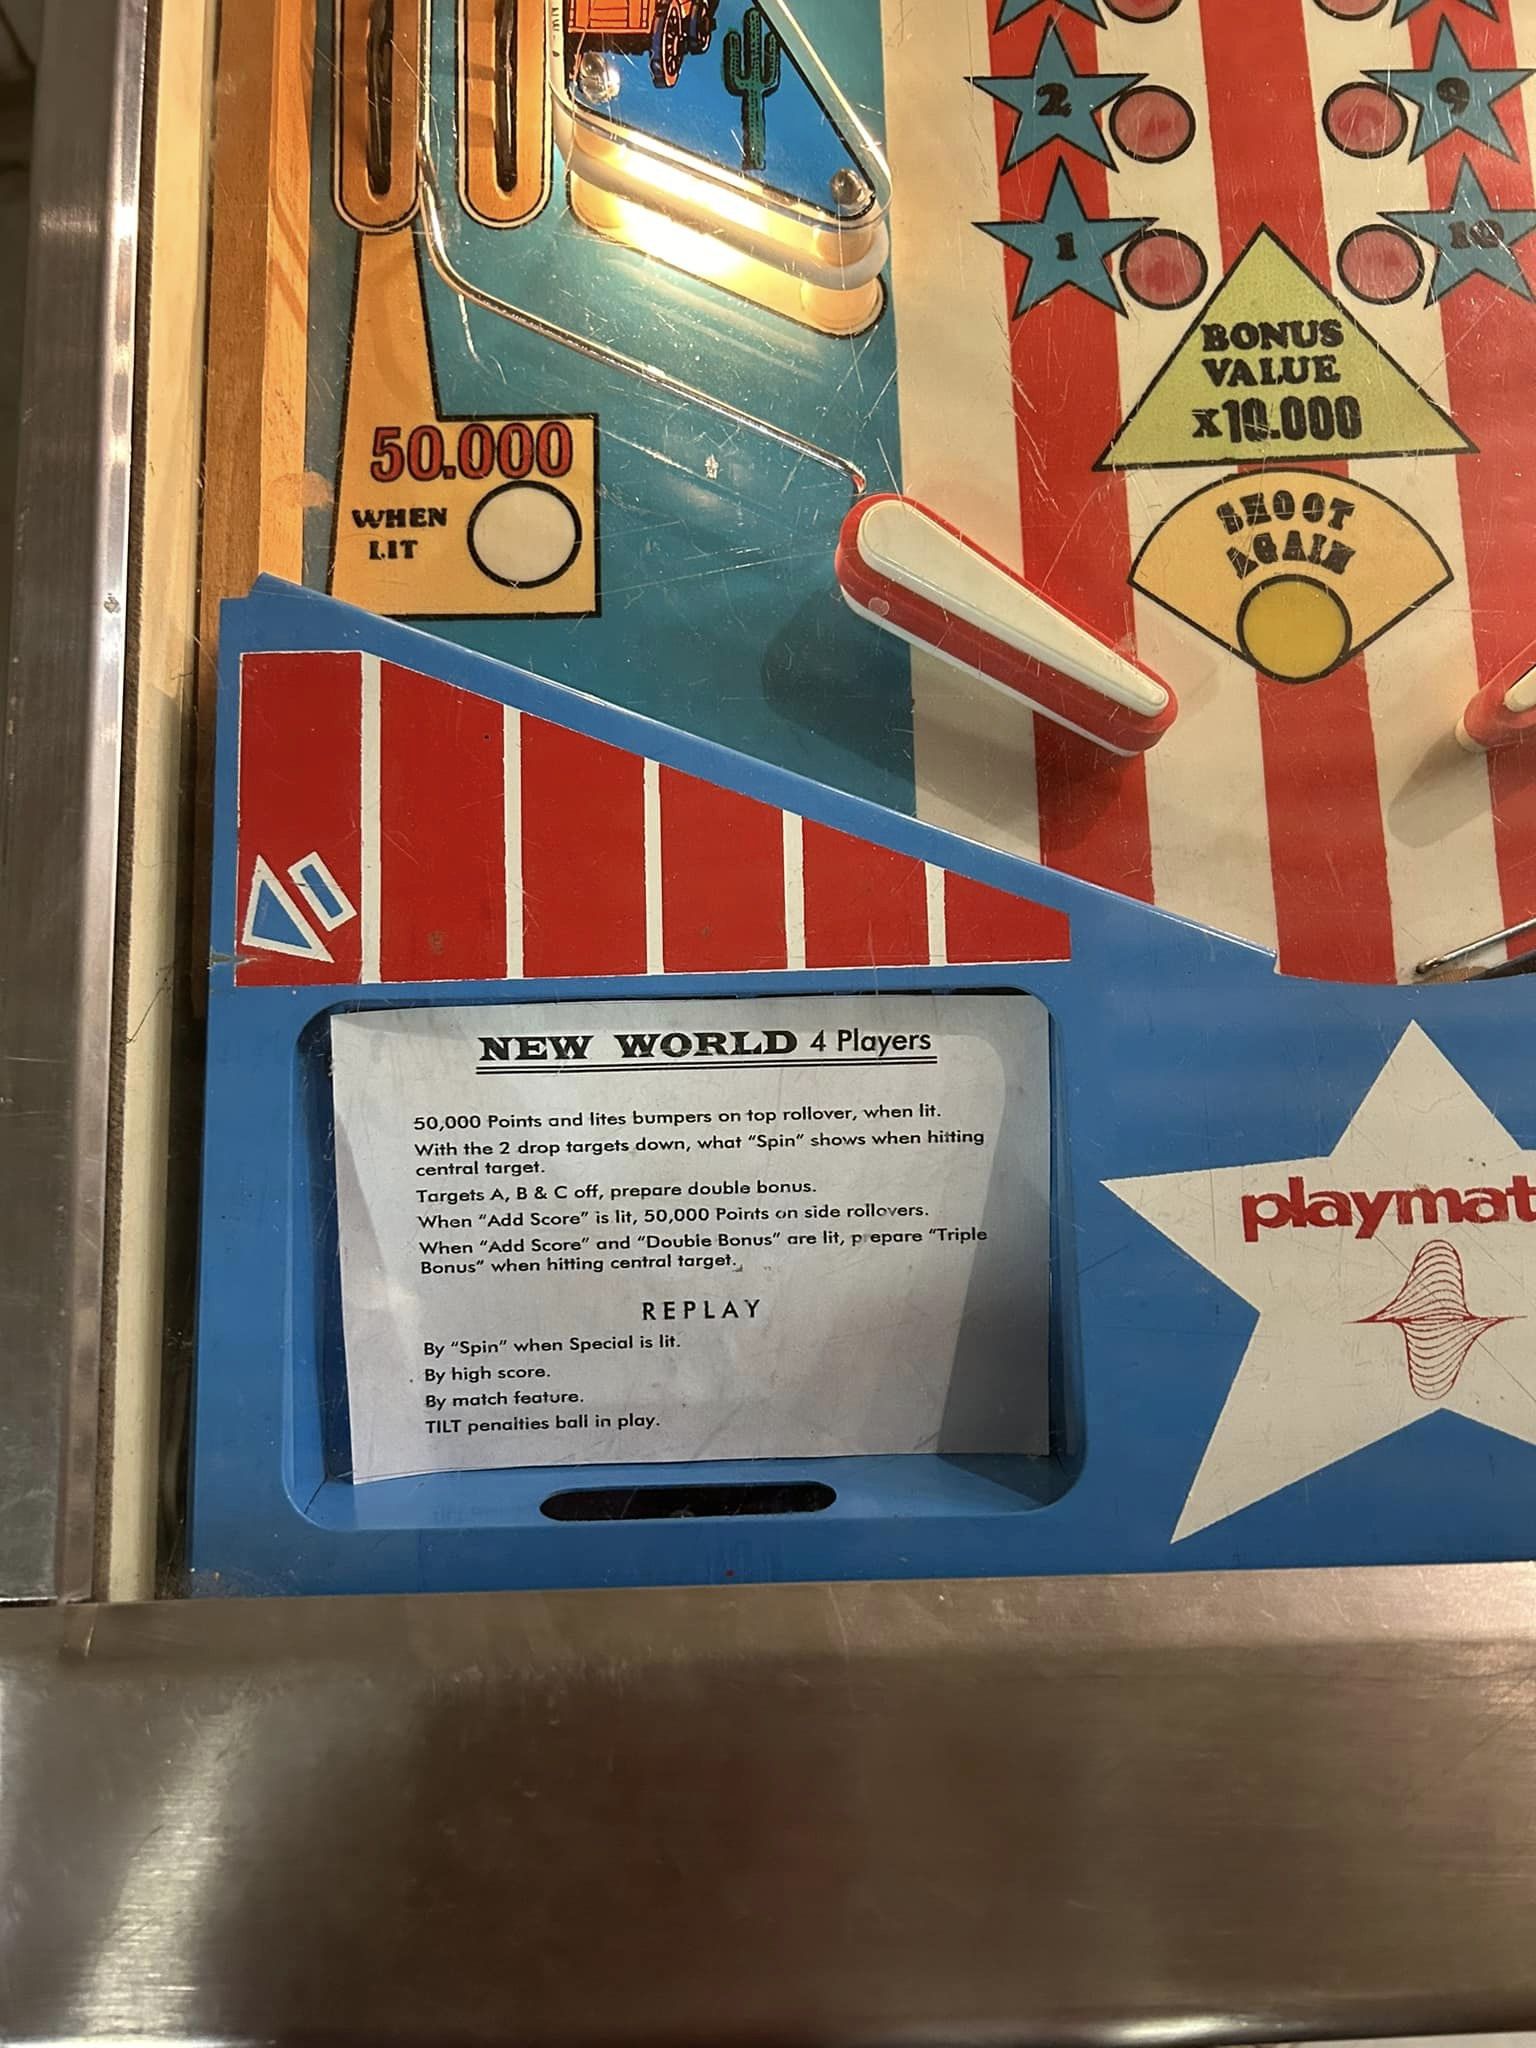 2
9
1
10
BONUS
VALUE
x10.000
50.000
WHEN
LIT
SHOOT
AGAIN
NEW WORLD 4 Players
50,000 Points and lites bumpers on top rollover, when lit.
With the 2 drop targets down, what "Spin" shows when hitting
central target.
Targets A, B & C off, prepare double bonus.
When "Add Score" is lit, 50,000 Points on side rollovers.
When "Add Score" and "Double Bonus" are lit, prepare "Triple
Bonus" when hitting central target.
REPLAY
By "Spin" when Special is lit.
By high score.
By match feature.
TILT penalties ball in play.
playmat